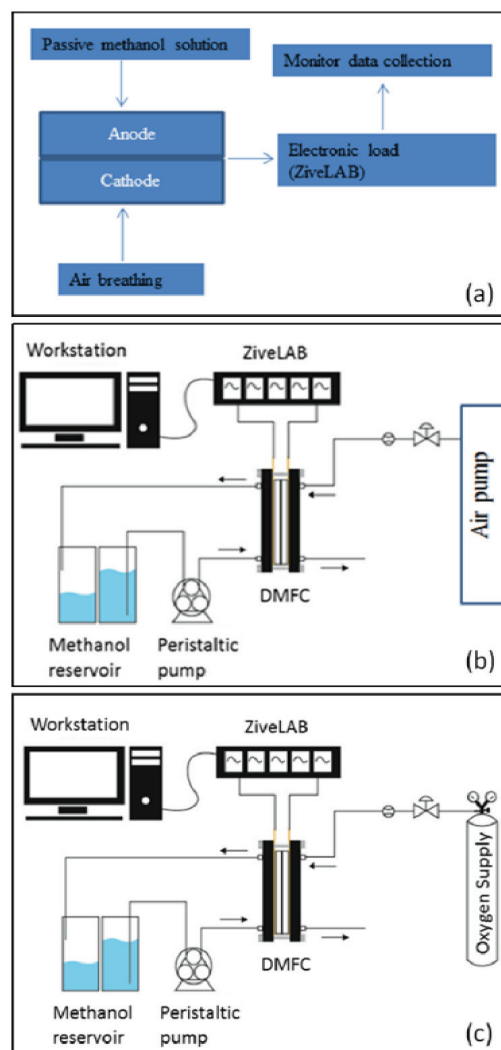 Passive methanol solution
Monitor data collection
Anode
Cathode
Electronic load
(ZiveLAB)
Air breathing
(a)
Workstation
ZiveLAB
Air pump
DMFC
Methanol
reservoir
Peristaltic
pump
(b)
Workstation
ZiveLAB
Oxygen Supply
DMFC
Methanol
reservoir
Peristaltic
pump
(c)